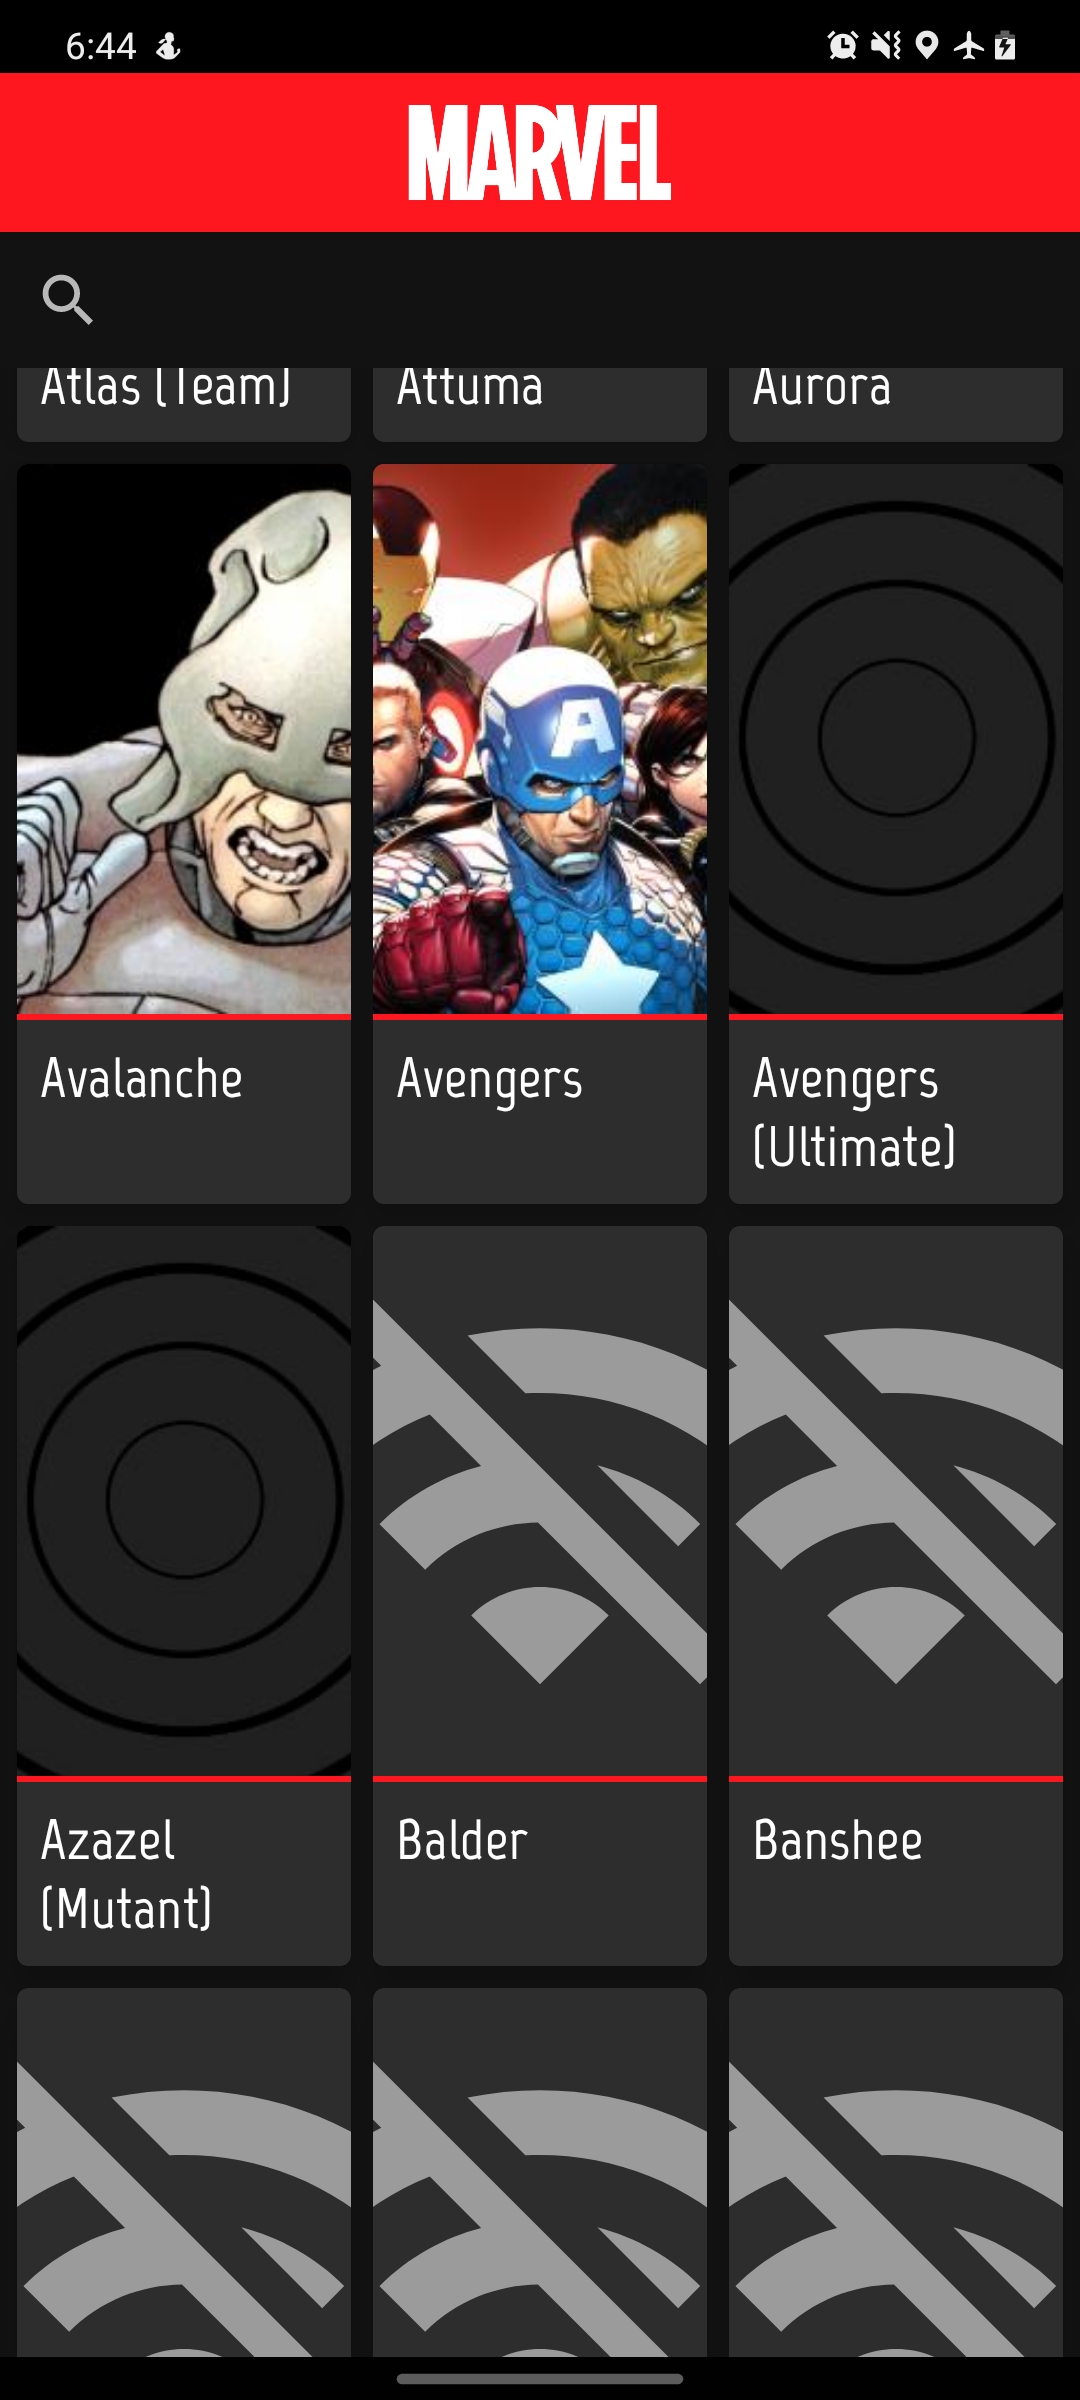 6:44
MARVEL
Atlas (Team)
Attuma
Aurora
A
Avalanche
Avengers
Avengers
(Ultimate)
Azazel
(Mutant)
Balder
Banshee